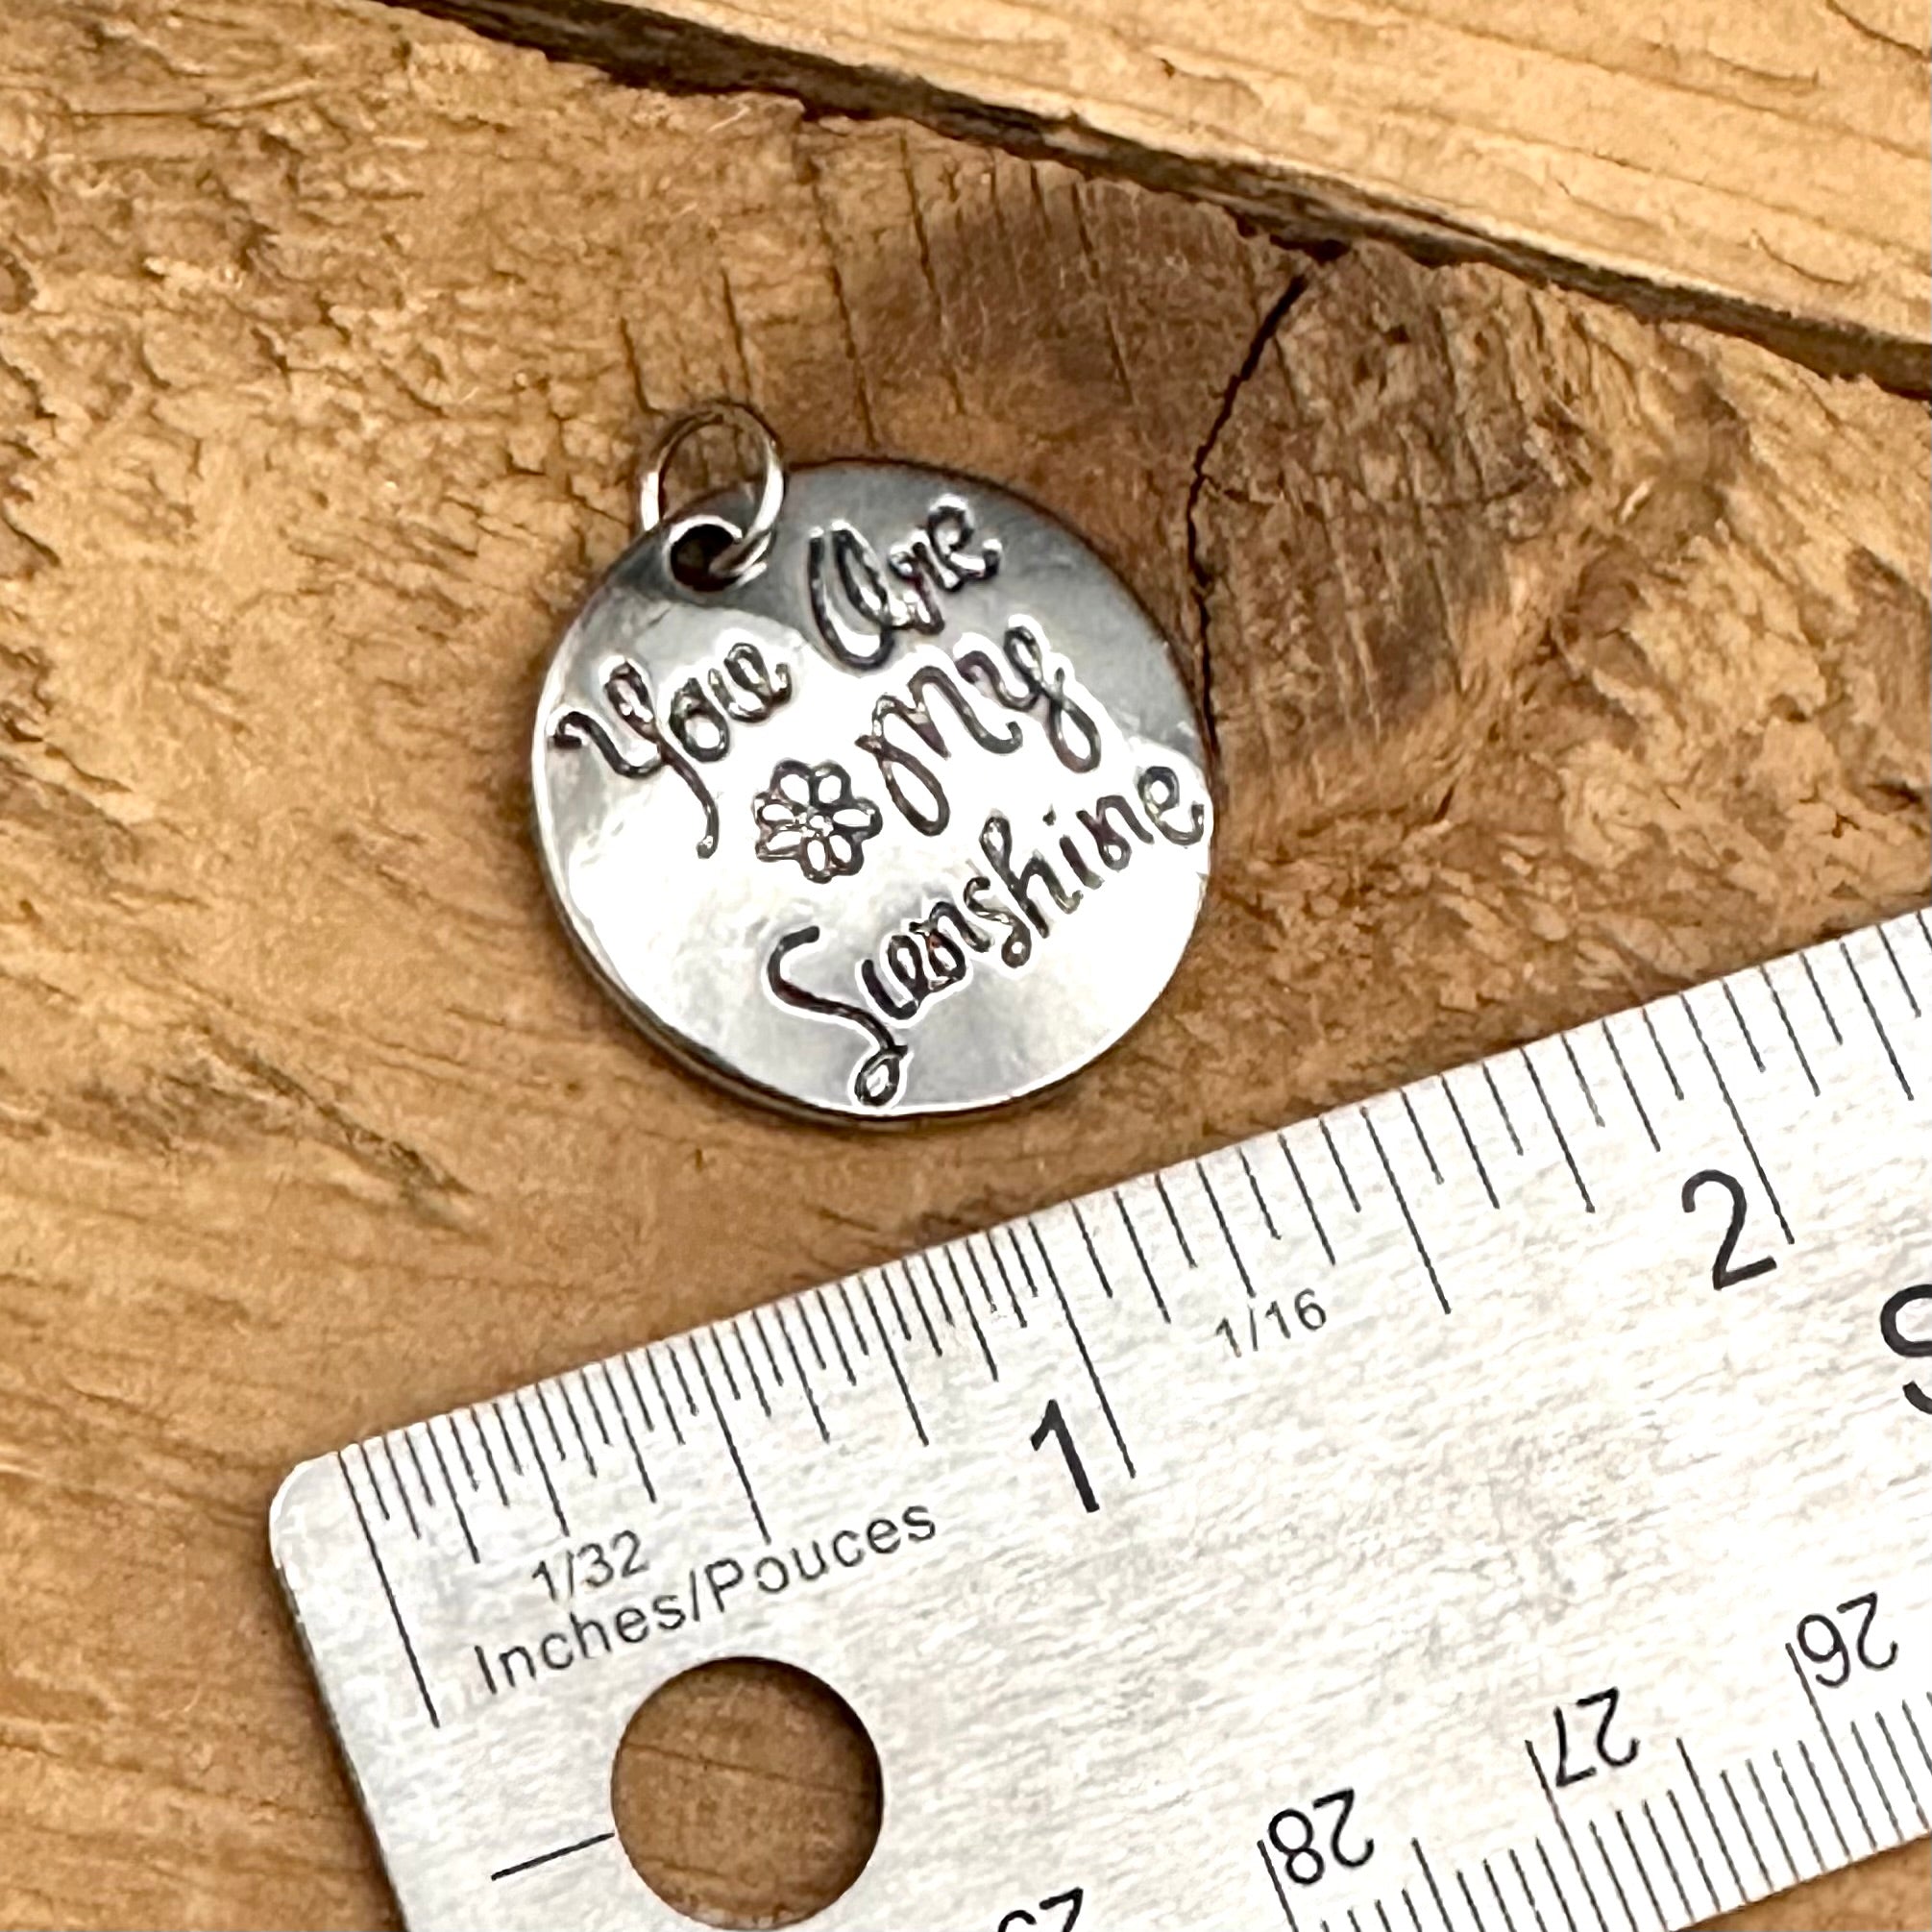 You Are
My
Sunshine
1
1/16
2
1/32
Inches/Pouces
26
27
28